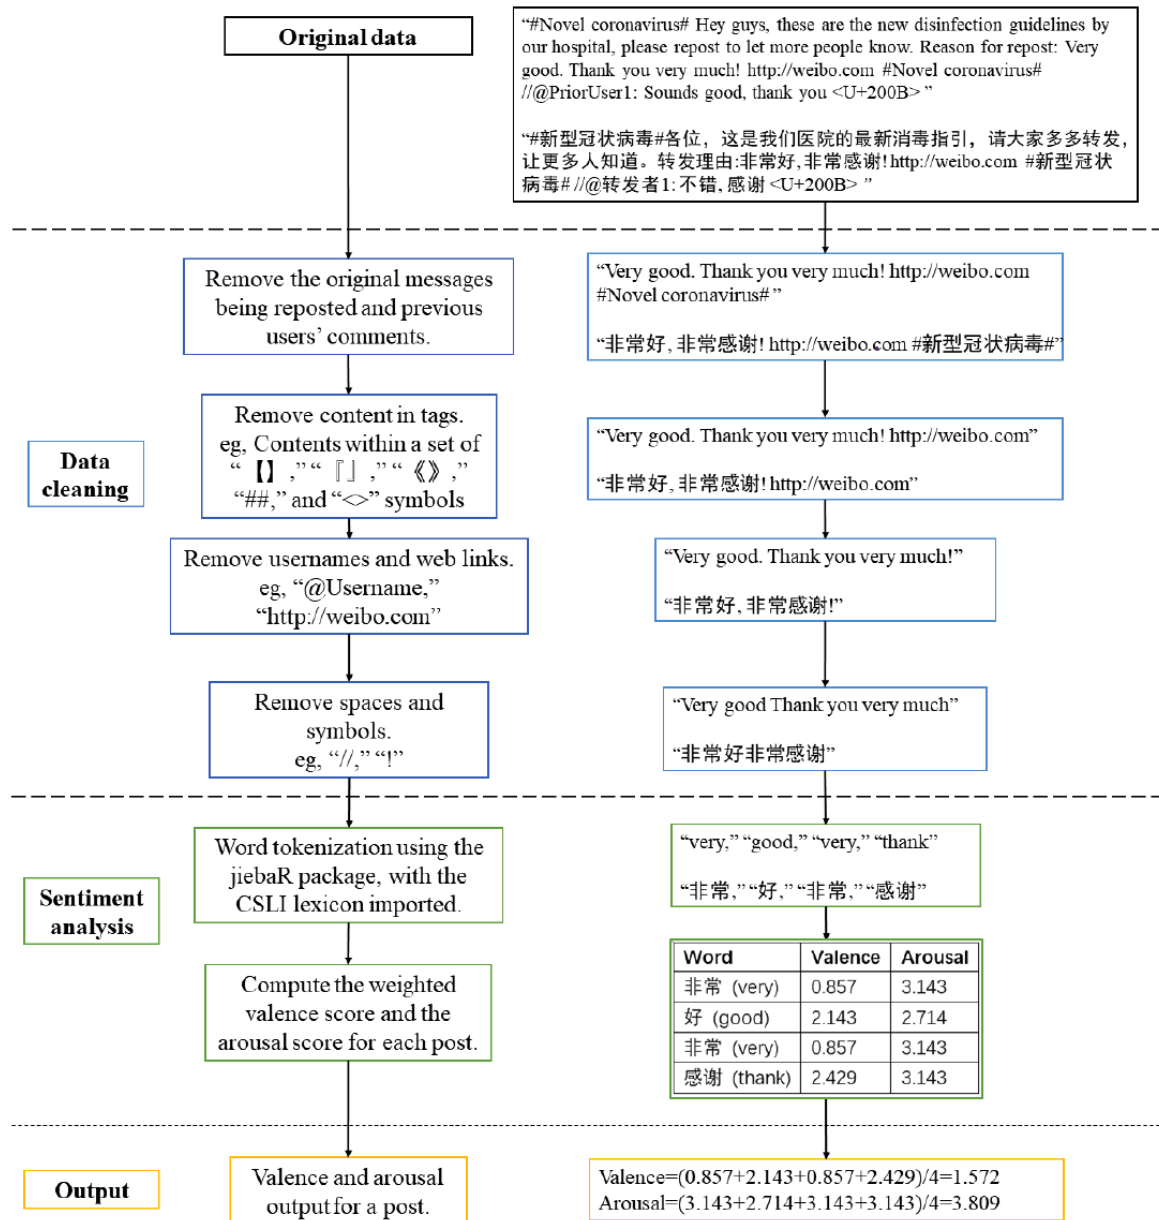 Original data
“#Novel coronavirus# Hey guys, these are the new disinfection guidelines by
our hospital, please repost to let more people know. Reason for repost: Very
good. Thank you very much! http://weibo.com #Novel coronavirus#
//@PriorUser1: Sounds good, thank you <U+200B> ”
“#新型冠状病毒#各位，这是我们医院的最新消毒指引，请大家多多转发，
让更多人知道。转发理由:非常好, 非常感谢! http://weibo.com #新型冠状
病毒# //@转发者1: 不错, 感谢 <U+200B> ”
Data
cleaning
Remove the original messages
being reposted and previous
users’ comments.
“Very good. Thank you very much! http://weibo.com
#Novel coronavirus# ”
“非常好, 非常感谢! http://weibo.com #新型冠状病毒#”
Remove content in tags.
eg, Contents within a set of
“【】,” “『』,” “《》,”
“##,” and “<>” symbols
“Very good. Thank you very much! http://weibo.com”
“非常好, 非常感谢! http://weibo.com”
Remove usernames and web links.
eg, “@Username,”
“http://weibo.com”
“Very good. Thank you very much!”
“非常好, 非常感谢!”
Remove spaces and
symbols.
eg, “//,” “!”
“Very good Thank you very much”
“非常好非常感谢”
Sentiment
analysis
Word tokenization using the
jiebaR package, with the
CSLI lexicon imported.
“very,” “good,” “very,” “thank”
“非常,” “好,” “非常,” “感谢”
Compute the weighted
valence score and the
arousal score for each post.
Word Valence Arousal
非常 (very) 0.857 3.143
好 (good) 2.143 2.714
非常 (very) 0.857 3.143
感谢 (thank) 2.429 3.143
Output
Valence and arousal
output for a post.
Valence=(0.857+2.143+0.857+2.429)/4=1.572
Arousal=(3.143+2.714+3.143+3.143)/4=3.809